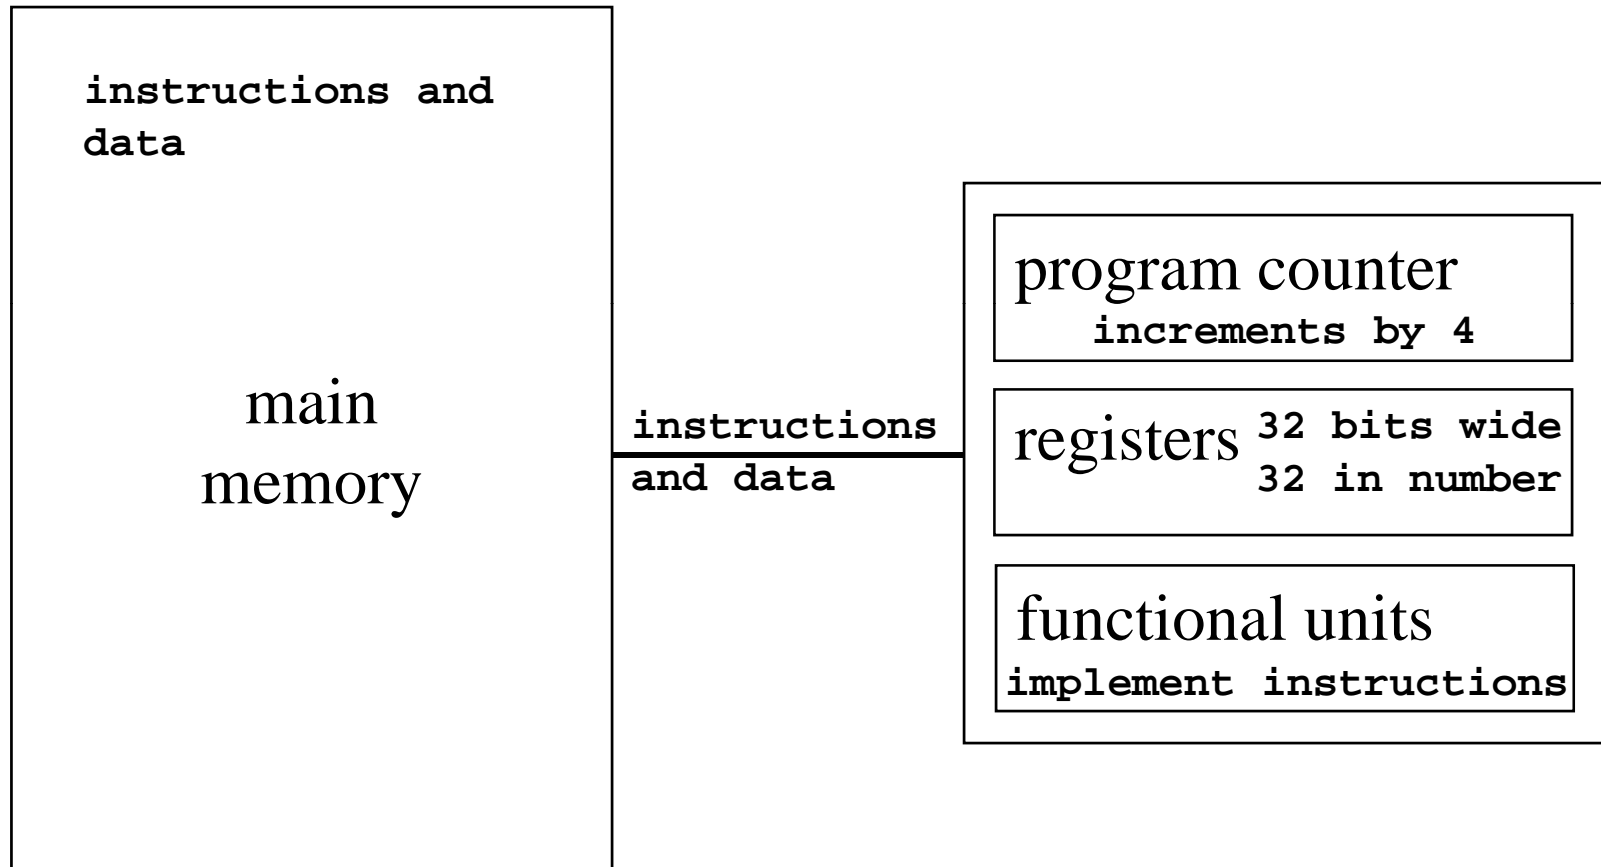 instructions and
data
main
memory
instructions
and data
program counter
increments by 4
registers 32 bits wide
32 in number
functional units
implement instructions